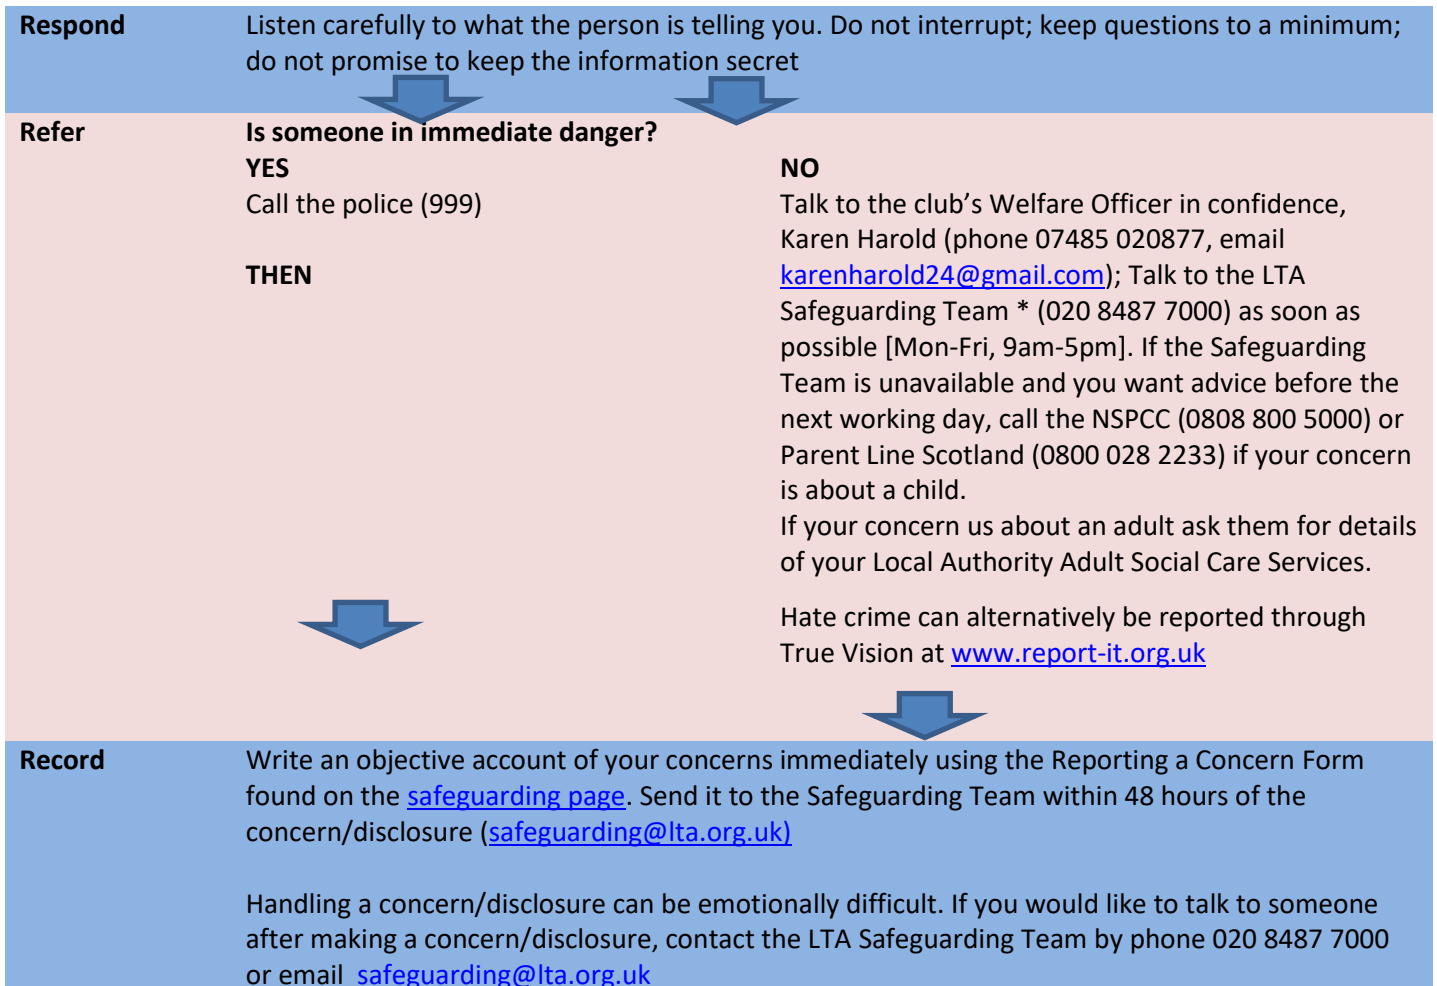 Respond
Listen carefully to what the person is telling you. Do not interrupt; keep questions to a minimum;
do not promise to keep the information secret
Refer
Is someone in immediate danger?
YES
Call the police (999)
THEN
NO
Talk to the club’s Welfare Officer in confidence,
Karen Harold (phone 07485 020877, email
karenharold24@gmail.com); Talk to the LTA
Safeguarding Team * (020 8487 7000) as soon as
possible [Mon-Fri, 9am-5pm]. If the Safeguarding
Team is unavailable and you want advice before the
next working day, call the NSPCC (0808 800 5000) or
Parent Line Scotland (0800 028 2233) if your concern
is about a child.
If your concern us about an adult ask them for details
of your Local Authority Adult Social Care Services.
Hate crime can alternatively be reported through
True Vision at www.report-it.org.uk
Record
Write an objective account of your concerns immediately using the Reporting a Concern Form
found on the safeguarding page. Send it to the Safeguarding Team within 48 hours of the
concern/disclosure (safeguarding@lta.org.uk)
Handling a concern/disclosure can be emotionally difficult. If you would like to talk to someone
after making a concern/disclosure, contact the LTA Safeguarding Team by phone 020 8487 7000
or email safeguarding@lta.org.uk